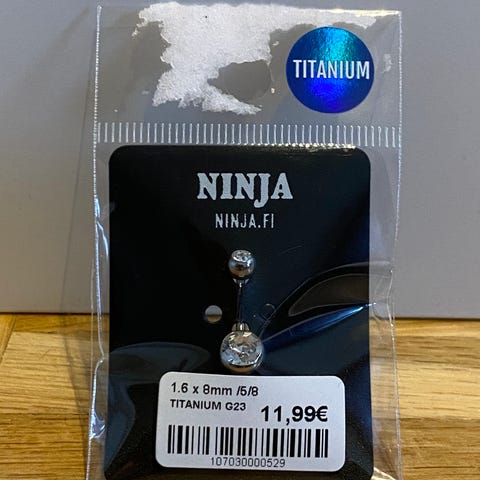 TITANIUM
NINJA
NINJA.FI
1.6 x 8mm /5/8
TITANIUM G23
11,99€
107030000529